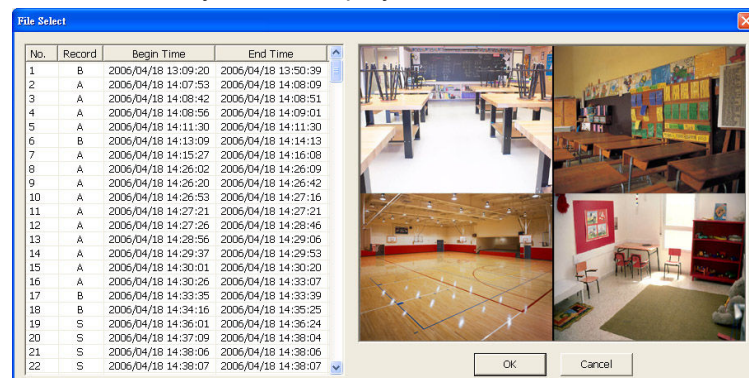 File Select
No. Record Begin Time End Time
1 B 2006/04/18 13:09:20 2006/04/18 13:50:39
2 A 2006/04/18 14:07:53 2006/04/18 14:08:09
3 A 2006/04/18 14:08:42 2006/04/18 14:08:51
4 A 2006/04/18 14:08:56 2006/04/18 14:09:01
5 A 2006/04/18 14:11:30 2006/04/18 14:11:30
6 B 2006/04/18 14:13:09 2006/04/18 14:14:13
7 A 2006/04/18 14:15:27 2006/04/18 14:16:08
8 A 2006/04/18 14:26:02 2006/04/18 14:26:09
9 A 2006/04/18 14:26:20 2006/04/18 14:26:42
10 A 2006/04/18 14:26:53 2006/04/18 14:27:16
11 A 2006/04/18 14:27:21 2006/04/18 14:27:21
12 A 2006/04/18 14:27:26 2006/04/18 14:28:46
13 A 2006/04/18 14:28:56 2006/04/18 14:29:06
14 A 2006/04/18 14:29:37 2006/04/18 14:29:53
15 A 2006/04/18 14:30:01 2006/04/18 14:30:20
16 A 2006/04/18 14:30:26 2006/04/18 14:33:07
17 B 2006/04/18 14:33:35 2006/04/18 14:33:39
18 B 2006/04/18 14:34:16 2006/04/18 14:35:25
19 S 2006/04/18 14:36:01 2006/04/18 14:36:24
20 S 2006/04/18 14:37:09 2006/04/18 14:38:04
21 S 2006/04/18 14:38:06 2006/04/18 14:38:06
22 S 2006/04/18 14:38:07 2006/04/18 14:38:07
OK Cancel